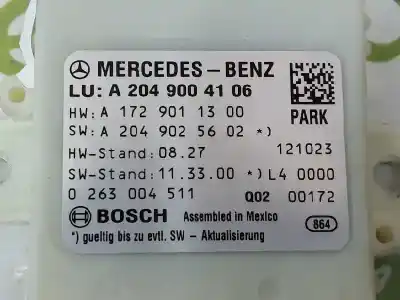 MERCEDES-BENZ
LU: A 204 900 41 06
HW: A 172 901 13 00
PARK
SW: A 204 902 56 02 *)
HW-Stand: 08.27
121023
SW-Stand: 11.33.00 *) L4 0000
0 263 004 511
Q02 00172
BOSCH
Assembled in Mexico
864
*) gueltig bis zu evtl. SW - Aktualisierung